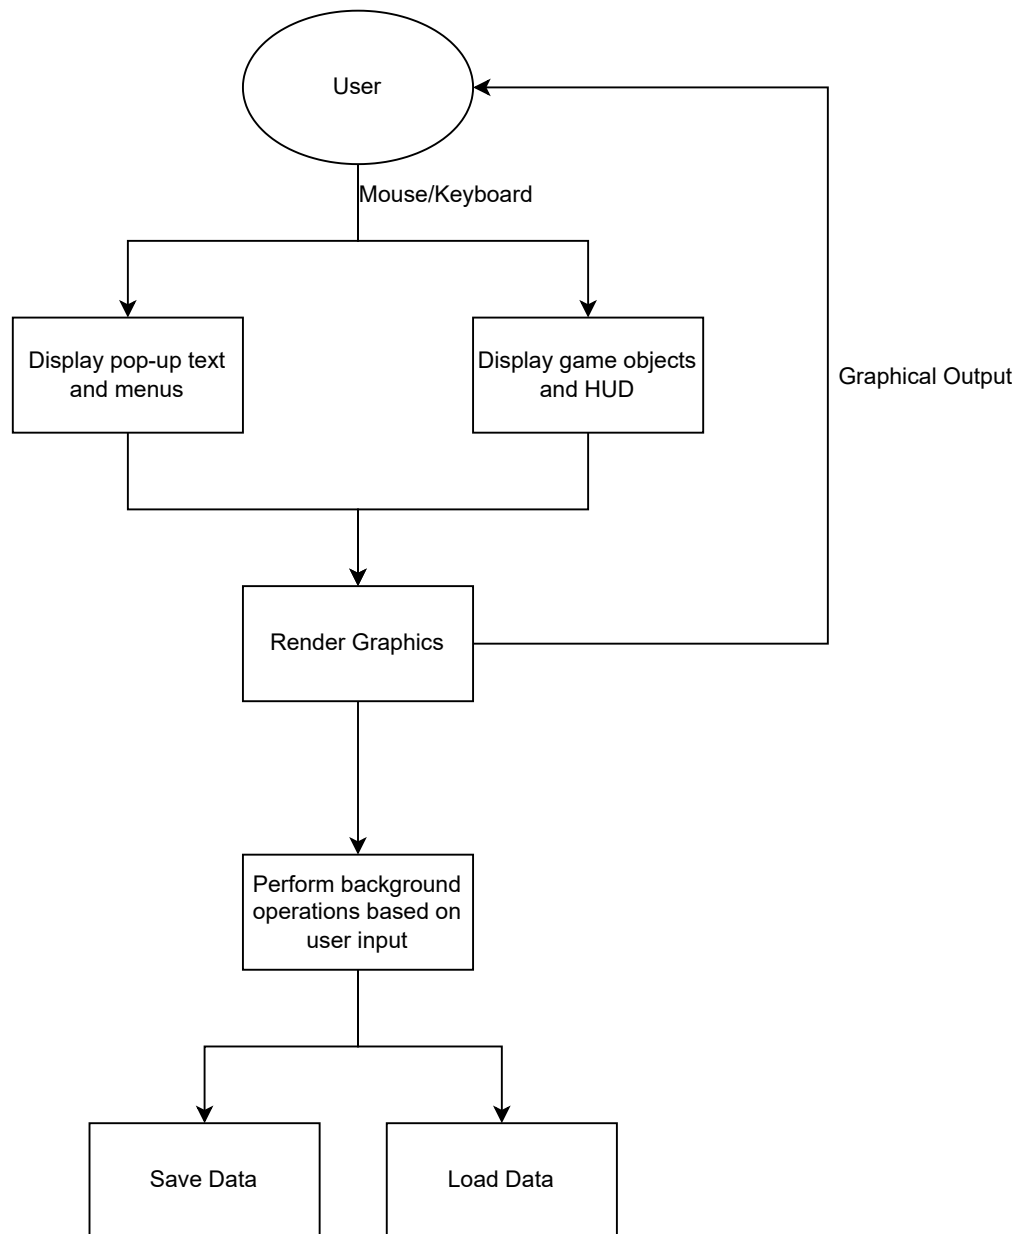 User
Mouse/Keyboard
Display pop-up text
and menus
Display game objects
and HUD
Graphical Output
Render Graphics
Perform background
operations based on
user input
Save Data
Load Data